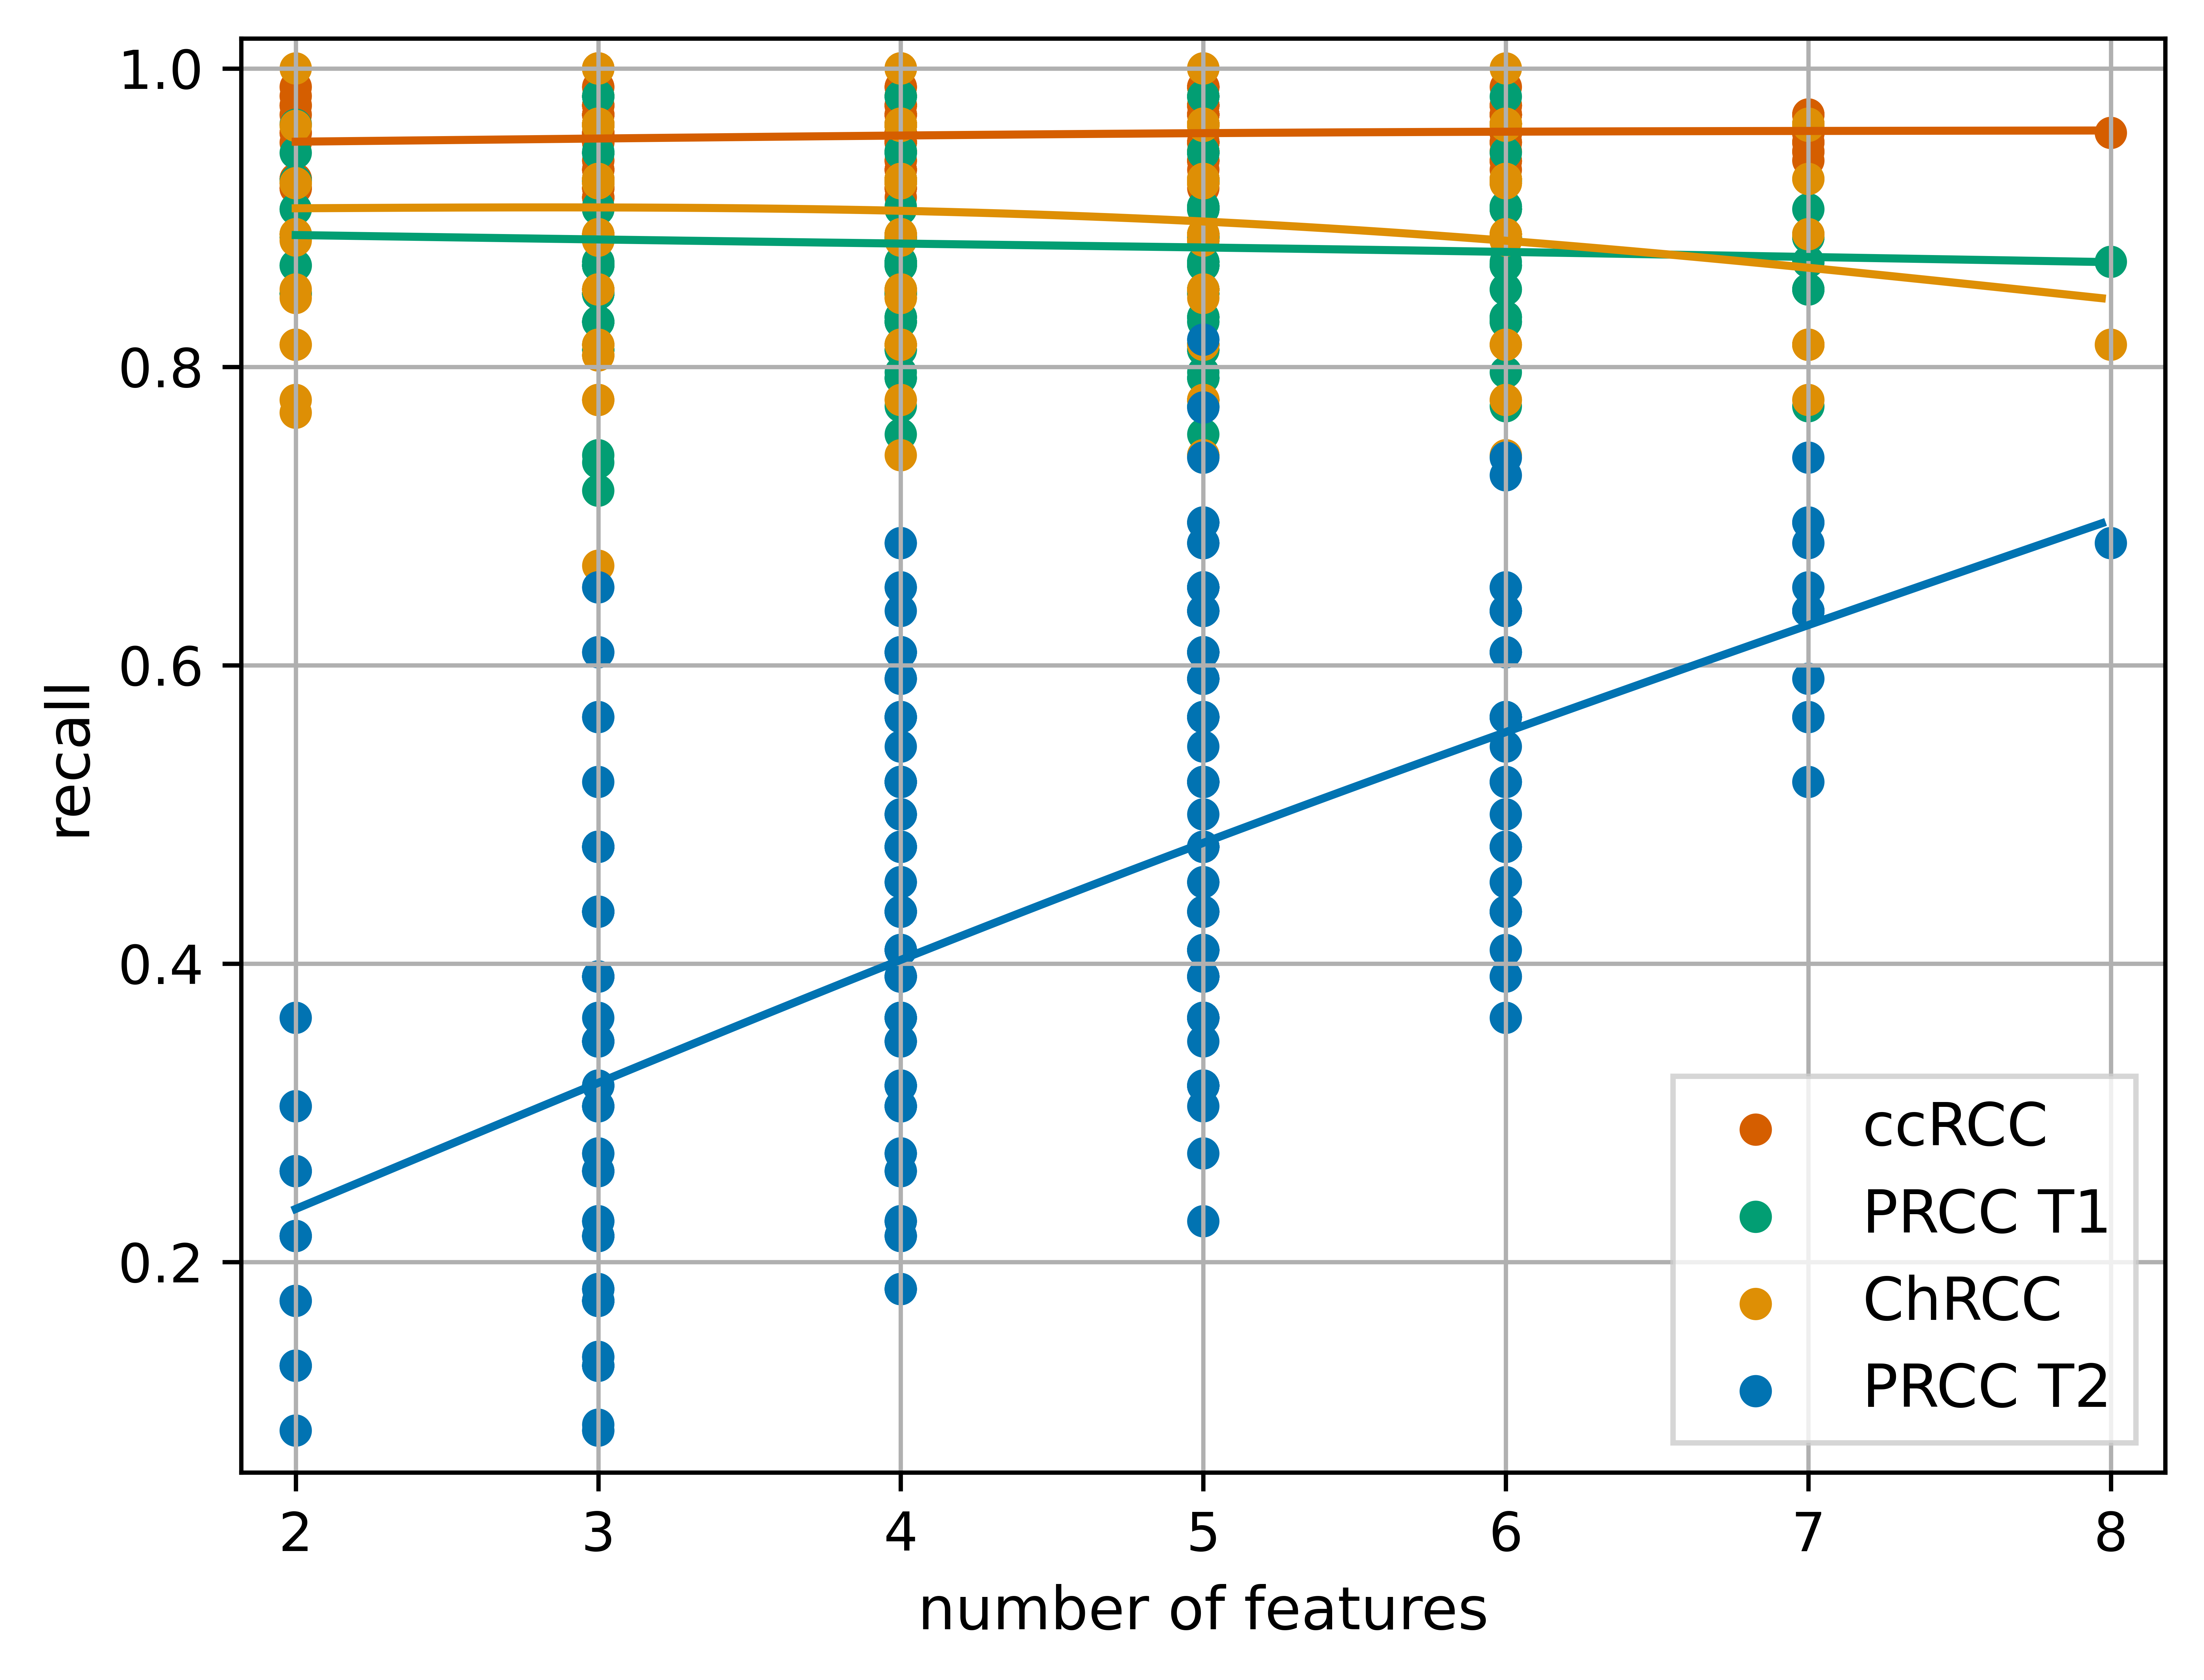 1.0
0.8
0.6
0.4
0.2
recall
ccRCC
PRCC T1
ChRCC
PRCC T2
2 3 4 5 6 7 8
number of features